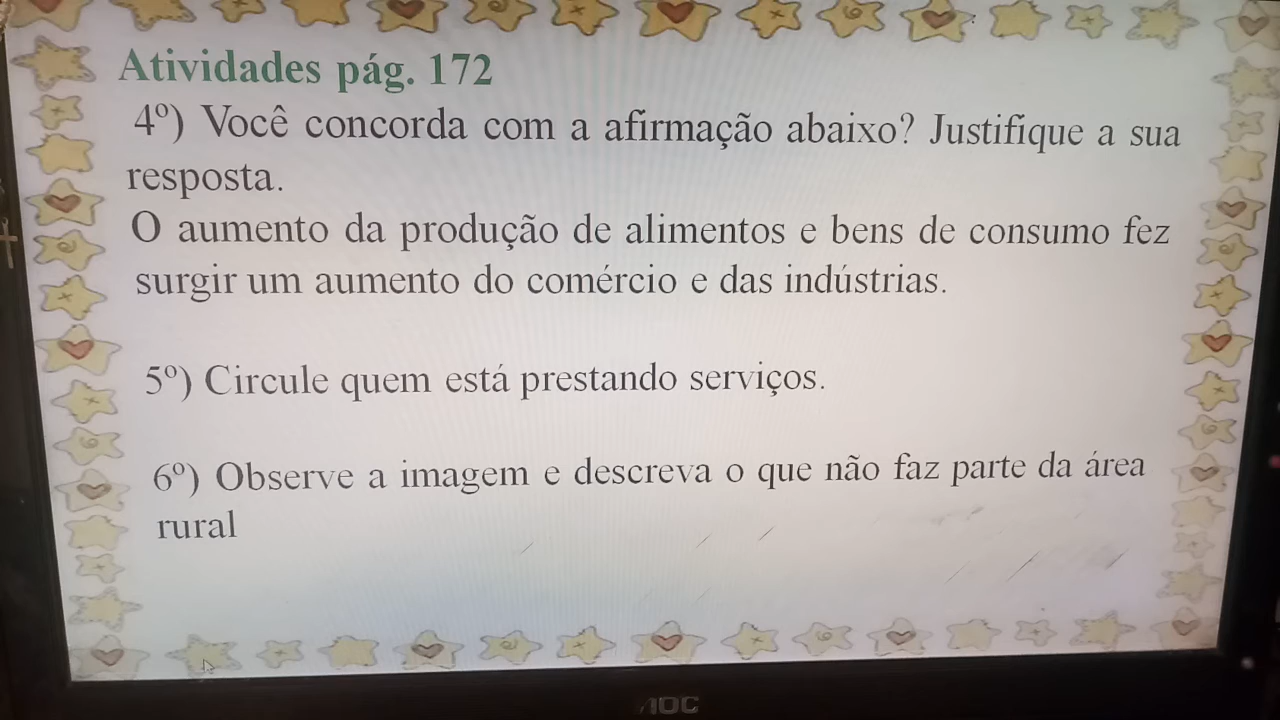 Atividades pág. 172
4º) Você concorda com a afirmação abaixo? Justifique a sua
resposta.
O aumento da produção de alimentos e bens de consumo fez
surgir um aumento do comércio e das indústrias.
5º) Circule quem está prestando serviços.
6º) Observe a imagem e descreva o que não faz parte da área
rural
AOC